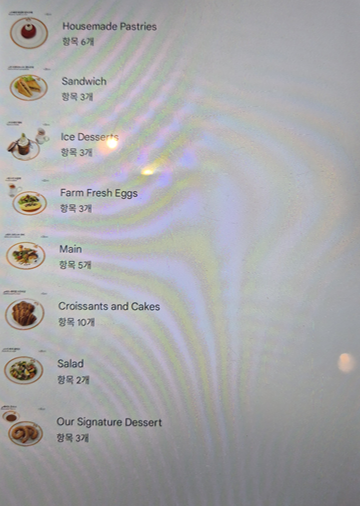 Housemade Pastries
항목 6개
Sandwich
항목 3개
Ice Desserts
항목 3개
Farm Fresh Eggs
항목 3개
Main
항목 5개
Croissants and Cakes
항목 10개
Salad
항목 2개
Our Signature Dessert
항목 3개